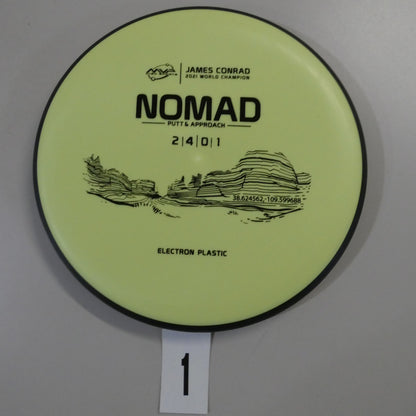 MVP
JAMES CONRAD
2021 WORLD CHAMPION
NOMAD
PUTT & APPROACH
2|4|0|1
38.624562,-109.599688
ELECTRON PLASTIC
1